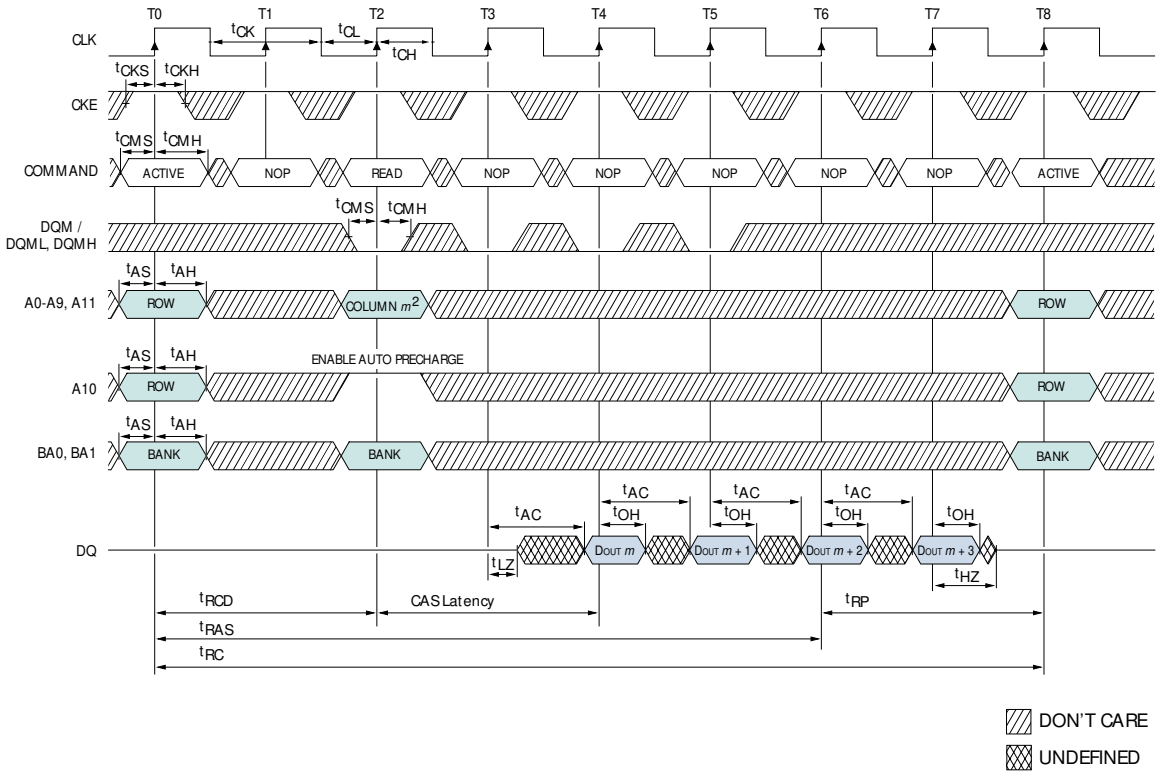 T0 T1 T2 T3 T4 T5 T6 T7 T8
CLK tCK tCL tCH
tCKS tCKH
CKE
tCMS tCMH
COMMAND ACTIVE NOP READ NOP NOP NOP NOP NOP ACTIVE
tCMS tCMH
DQM /
DQML, DQMH
tAS tAH
A0-A9, A11 ROW COLUMN m2 ROW
tAS tAH ENABLE AUTO PRECHARGE
A10 ROW ROW
tAS tAH
BA0, BA1 BANK BANK BANK
tAC tAC tAC tAC
tOH tOH tOH tOH
DQ DOUT m DOUT m + 1 DOUT m + 2 DOUT m + 3
tLZ tHZ
tRCD CAS Latency tRP
tRAS
tRC
DON'T CARE
UNDEFINED